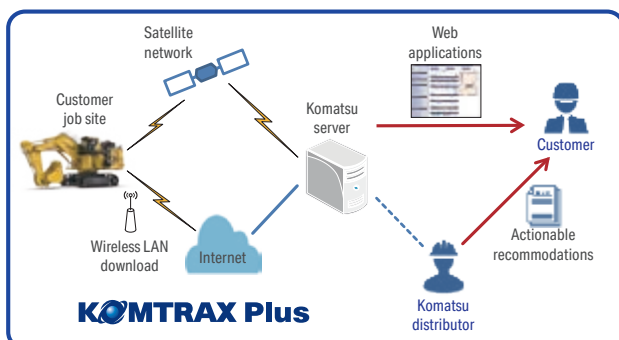 Satellite
network
Web
applications
Customer
job site
Komatsu
server
Customer
Wireless LAN
download
Internet
Actionable
recommodations
KOMTRAX Plus
Komatsu
distributor